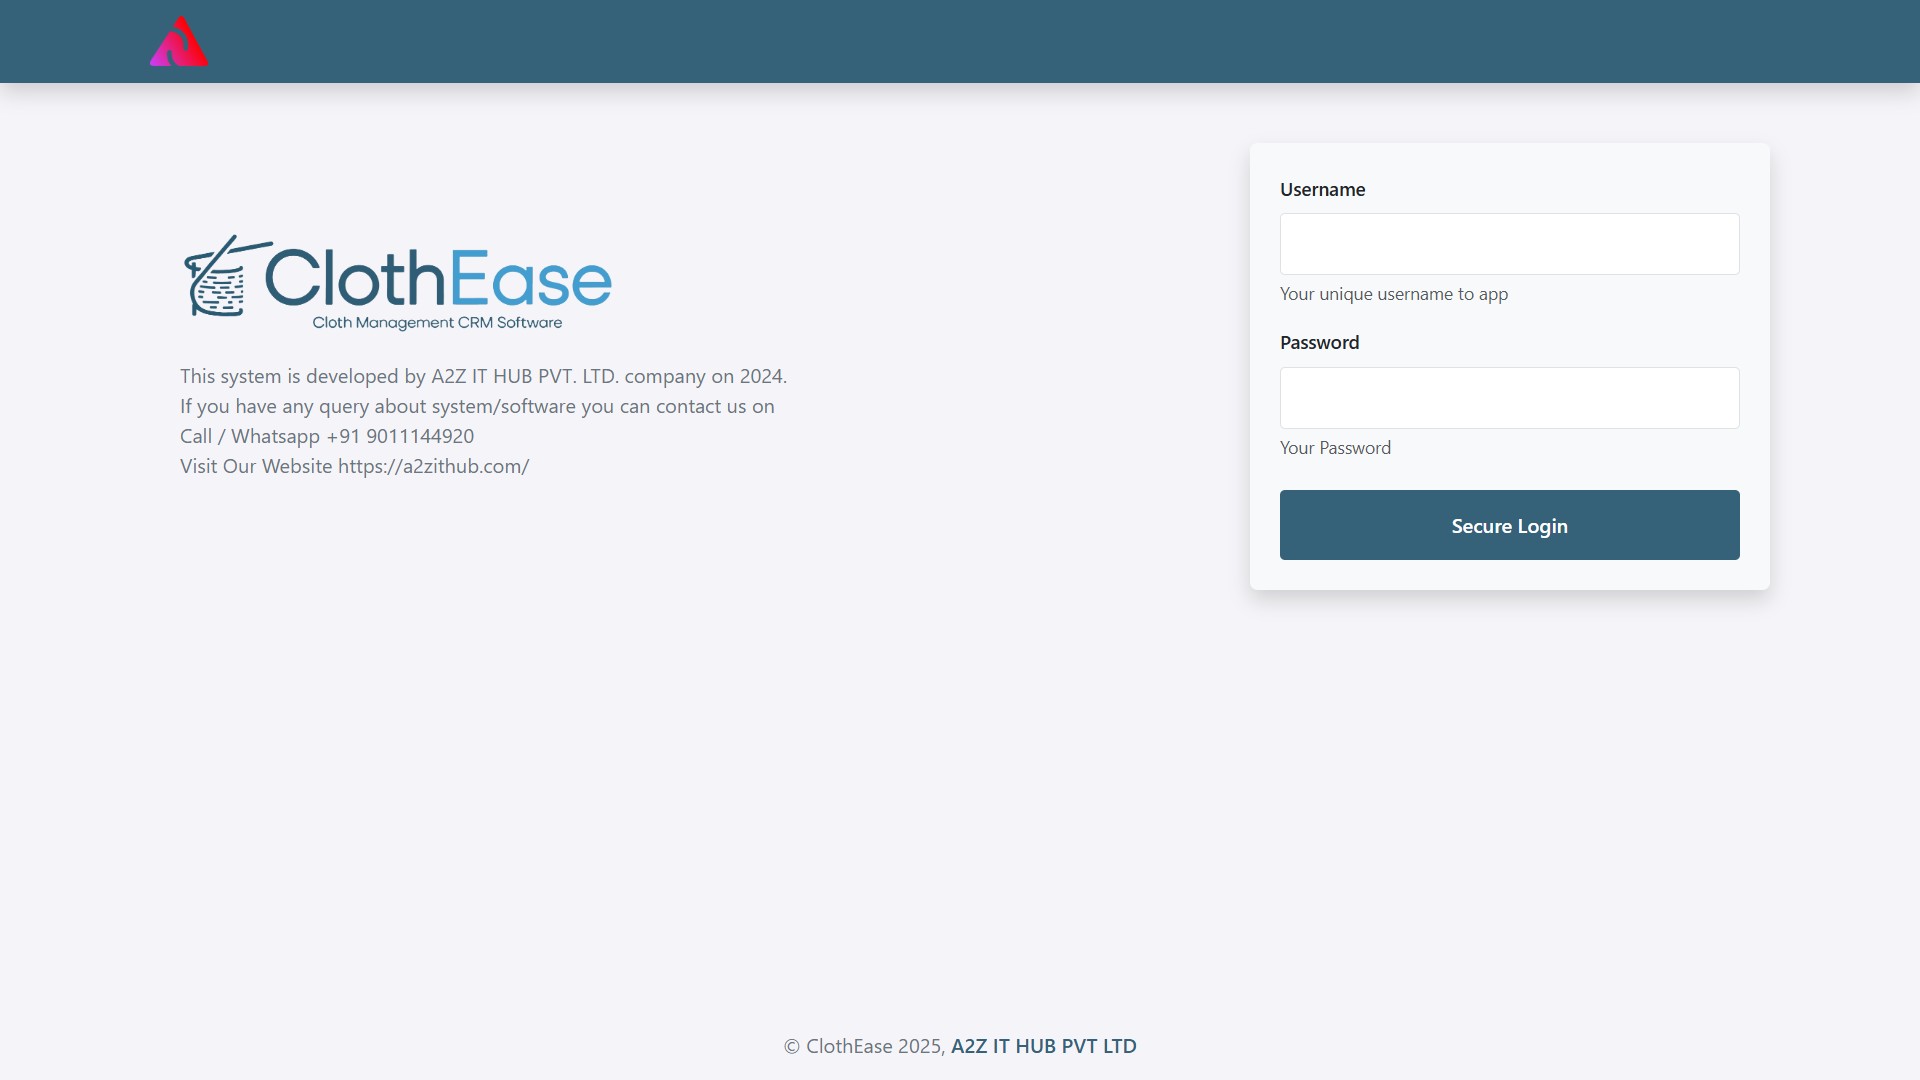 ClothEase
Cloth Management CRM Software
This system is developed by A2Z IT HUB PVT. LTD. company on 2024.
If you have any query about system/software you can contact us on
Call / Whatsapp +91 9011144920
Visit Our Website https://a2zithub.com/
Username
Your unique username to app
Password
Your Password
Secure Login
© ClothEase 2025, A2Z IT HUB PVT LTD